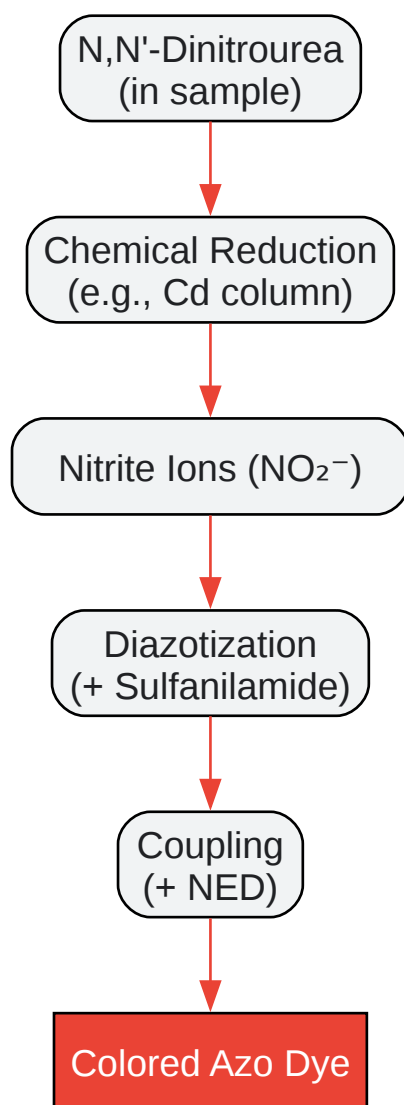 N,N'-Dinitrourea
(in sample)
Chemical Reduction
(e.g., Cd column)
Nitrite Ions (NO₂⁻)
Diazotization
(+ Sulfanilamide)
Coupling
(+ NED)
Colored Azo Dye